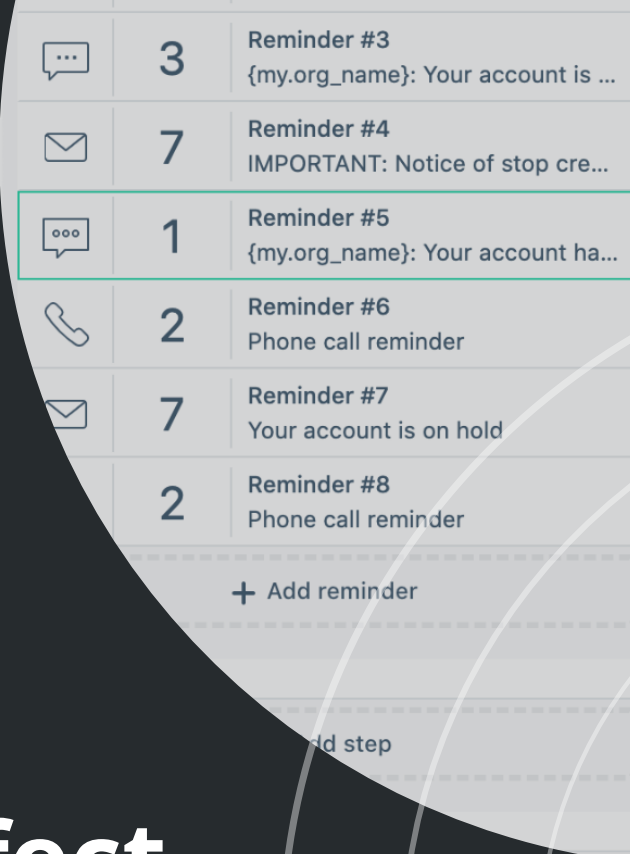 3
Reminder #3
{my.org_name}: Your account is ...
7
Reminder #4
IMPORTANT: Notice of stop cre...
1
Reminder #5
{my.org_name}: Your account ha...
2
Reminder #6
Phone call reminder
7
Reminder #7
Your account is on hold
2
Reminder #8
Phone call reminder
+ Add reminder
dd step